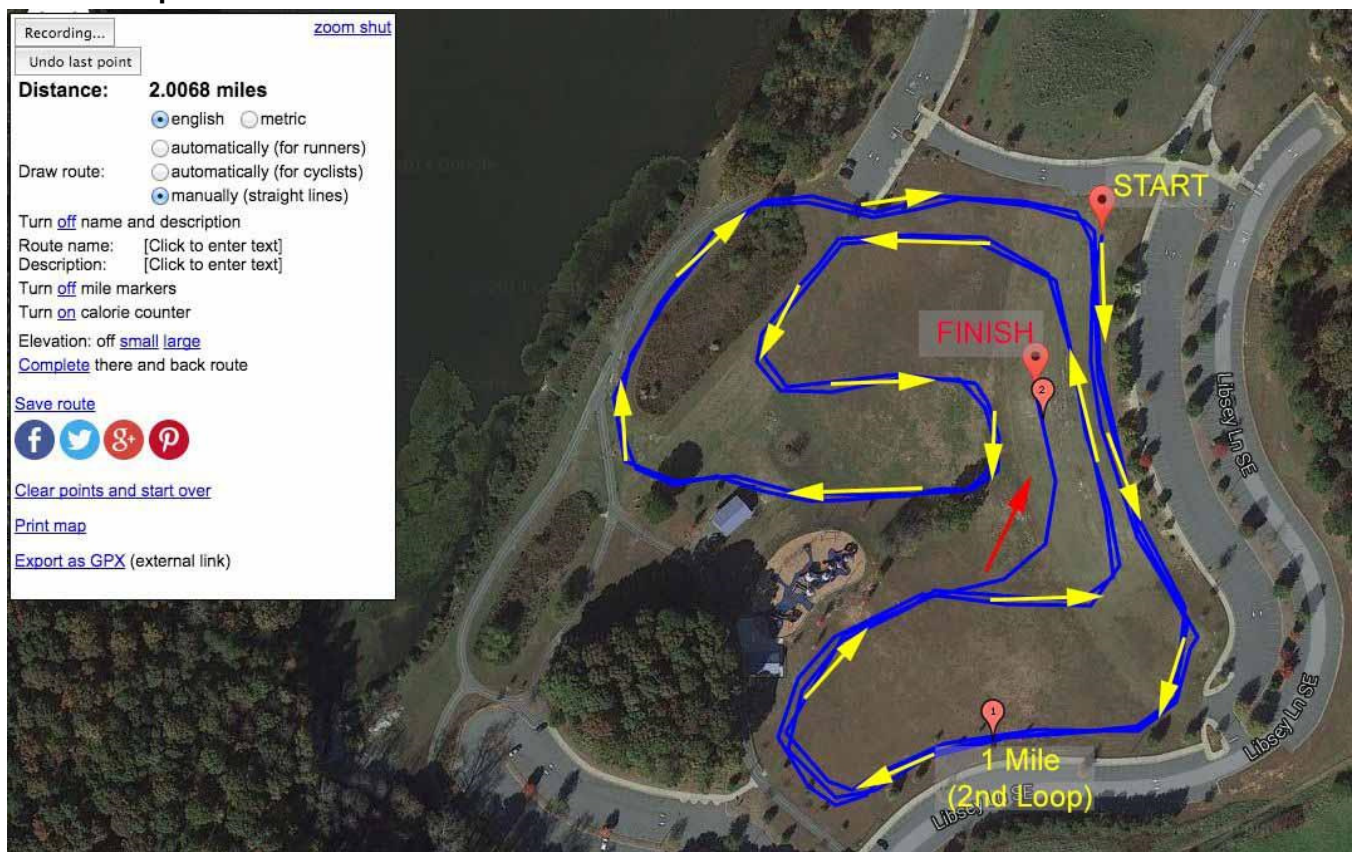 Recording...
zoom shut
Undo last point
Distance: 2.0068 miles
english metric
automatically (for runners)
Draw route: automatically (for cyclists)
manually (straight lines)
Turn off name and description
Route name: [Click to enter text]
Description: [Click to enter text]
Turn off mile markers
Turn on calorie counter
Elevation: off small large
Complete there and back route
Save route
Clear points and start over
Print map
Export as GPX (external link)
START
FINISH
2
Libsey Ln SE
1
1 Mile
(2nd Loop)
Libsey Ln SE
Libsey Ln SE